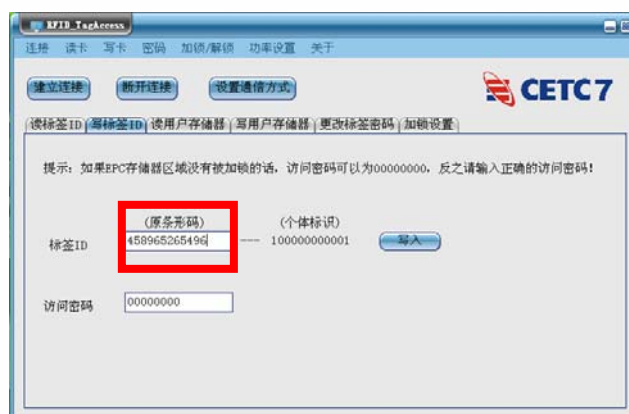 RFID_TagAccess
连接 读卡 写卡 密码 加锁/解锁 功率设置 关于
建立连接 断开连接 设置通信方式 CETC7
读标签ID 写标签ID 读用户存储器 写用户存储器 更改标签密码 加锁设置
提示：如果EPC存储器区域没有被加锁的话，访问密码可以为00000000，反之请输入正确的访问密码！
(原条形码) (个体标识)
标签ID 458965265496 --- 100000000001 写入
访问密码 00000000